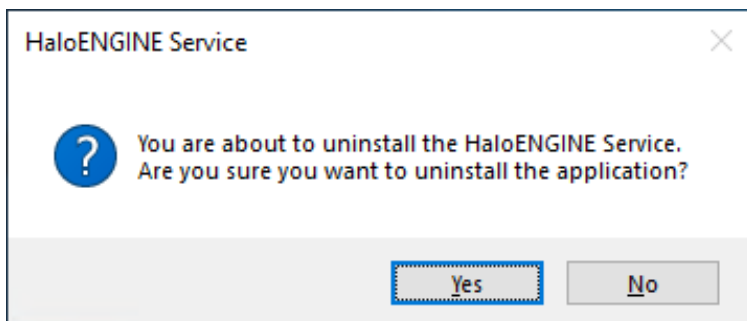 HaloENGINE Service
You are about to uninstall the HaloENGINE Service.
Are you sure you want to uninstall the application?
Yes
No